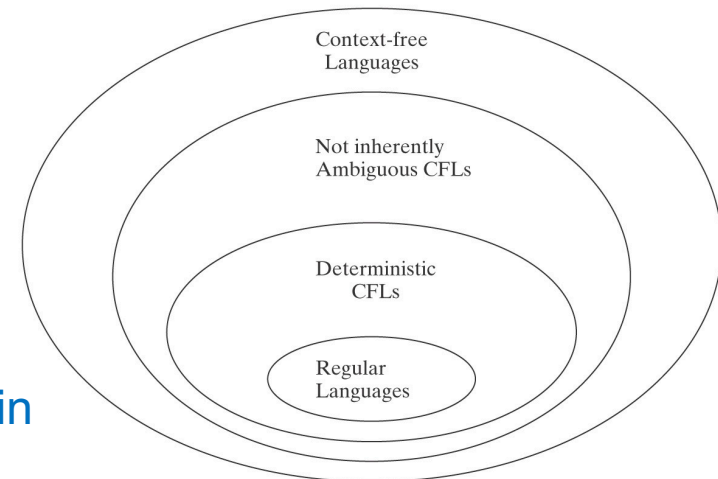 Context-free
Languages
Not inherently
Ambiguous CFLs
Deterministic
CFLs
Regular
Languages
in